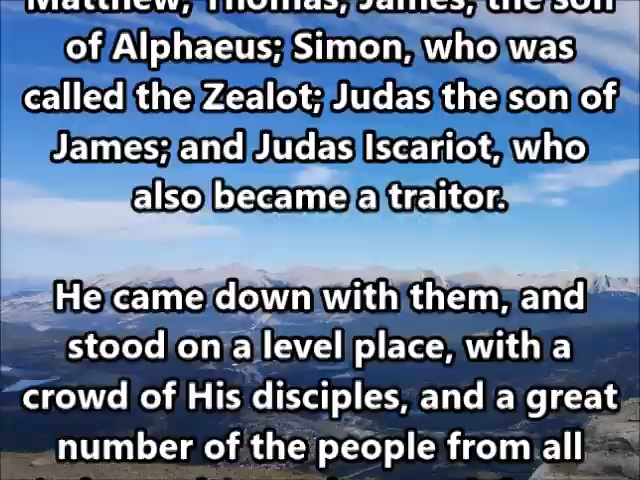 Matthew; Thomas; James, the son
of Alphaeus; Simon, who was
called the Zealot; Judas the son of
James; and Judas Iscariot, who
also became a traitor.
He came down with them, and
stood on a level place, with a
crowd of His disciples, and a great
number of the people from all